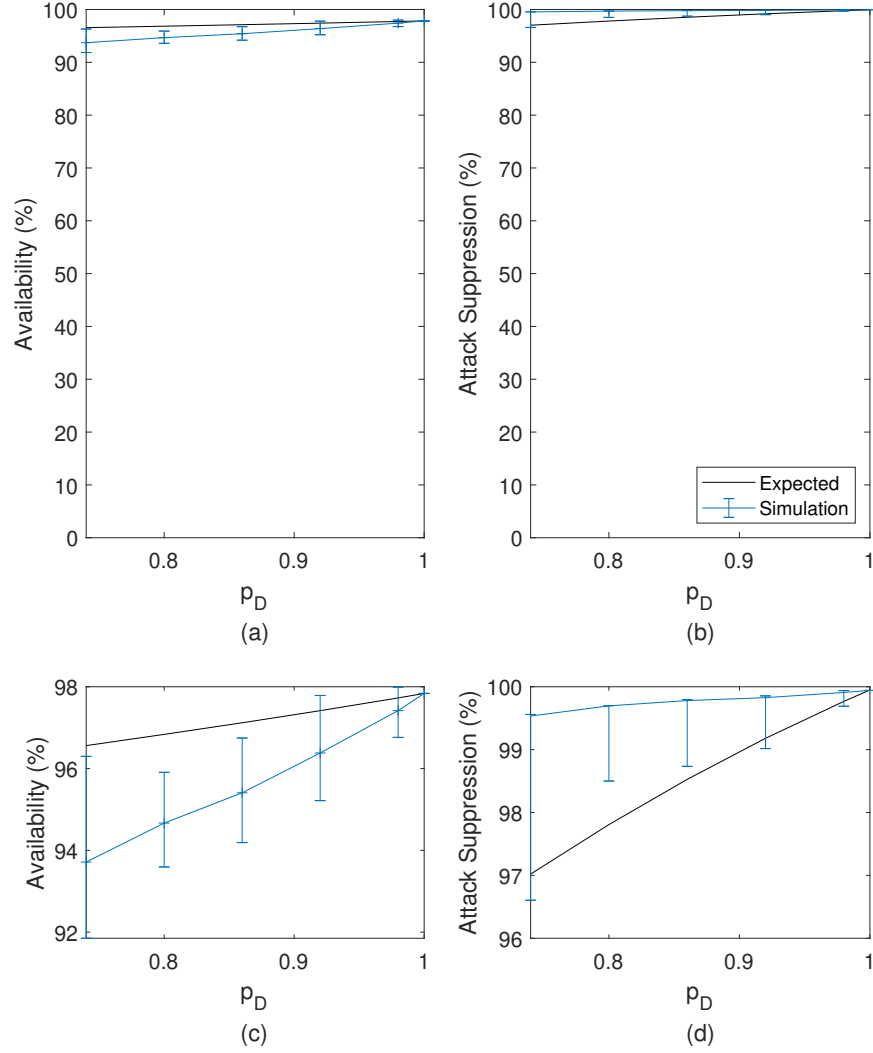 100
90
80
70
60
50
40
30
20
10
0
Availability (%)
0.8 0.9 1
p_D
(a)
100
90
80
70
60
50
40
30
20
10
0
Attack Suppression (%)
Expected
Simulation
0.8 0.9 1
p_D
(b)
98
96
94
92
Availability (%)
0.8 0.9 1
p_D
(c)
100
99
98
97
96
Attack Suppression (%)
0.8 0.9 1
p_D
(d)